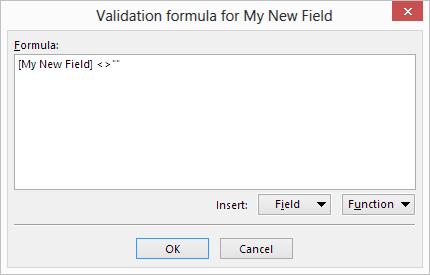 Validation formula for My New Field
Formula:
[My New Field] <>""
Insert: Field Function
OK Cancel